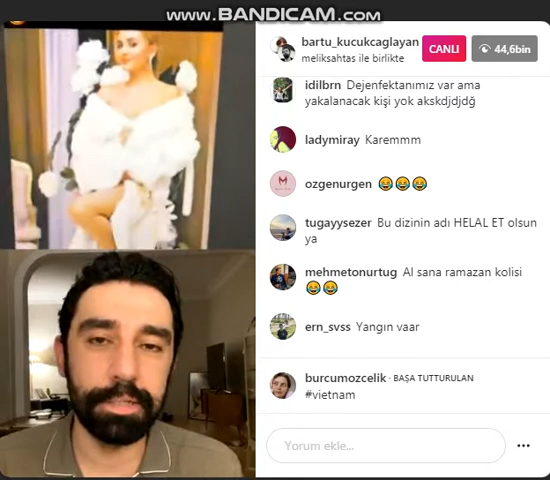 www.BANDICAM.com
bartu_kucukcaglayan
meliksahtas ile birlikte
CANLI
44,6bin
idilbrn Dejenfektanımız var ama
yakalanacak kişi yok akskdjdjdğ
ladymiray Karemmm
ozgenurgen 😂😂😂
tugayysezer Bu dizinin adı HELAL ET olsun
ya
mehmetonurtug Al sana ramazan kolisi
😂😂
ern_svss Yangın vaar
burcumozcelik · BAŞA TUTTURULAN
#vietnam
Yorum ekle...